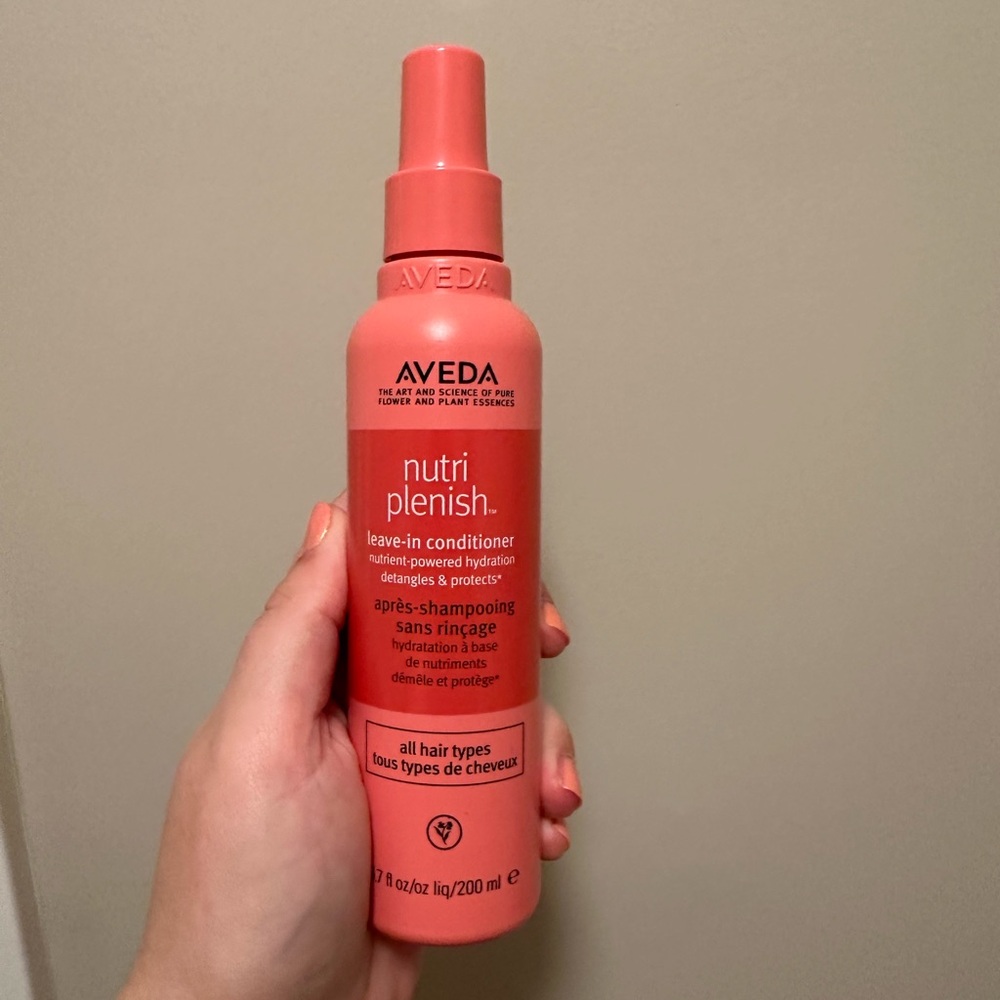 AVEDA
AVEDA
THE ART AND SCIENCE OF PURE
FLOWER AND PLANT ESSENCES
nutri
plenish™
leave-in conditioner
nutrient-powered hydration
detangles & protects*
après-shampooing
sans rinçage
hydratation à base
de nutriments
démêle et protège*
all hair types
tous types de cheveux
.7 fl oz/oz liq/200 ml e